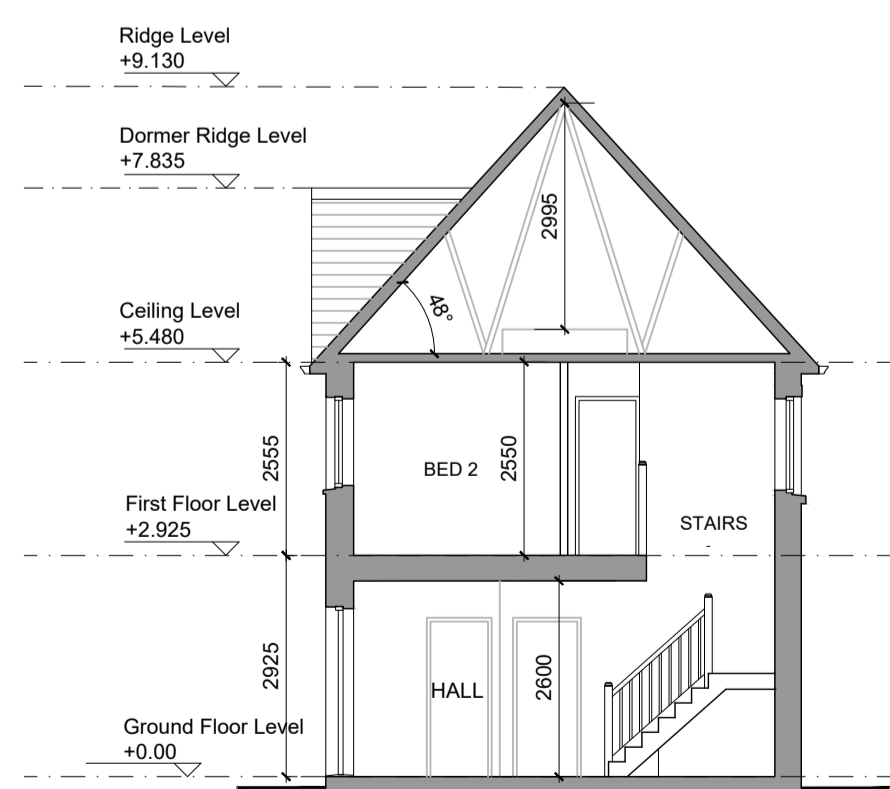 Ridge Level
+9.130
Dormer Ridge Level
+7.835
2995
48°
Ceiling Level
+5.480
2555
BED 2
2550
First Floor Level
+2.925
STAIRS
-
2925
HALL
2600
Ground Floor Level
+0.00